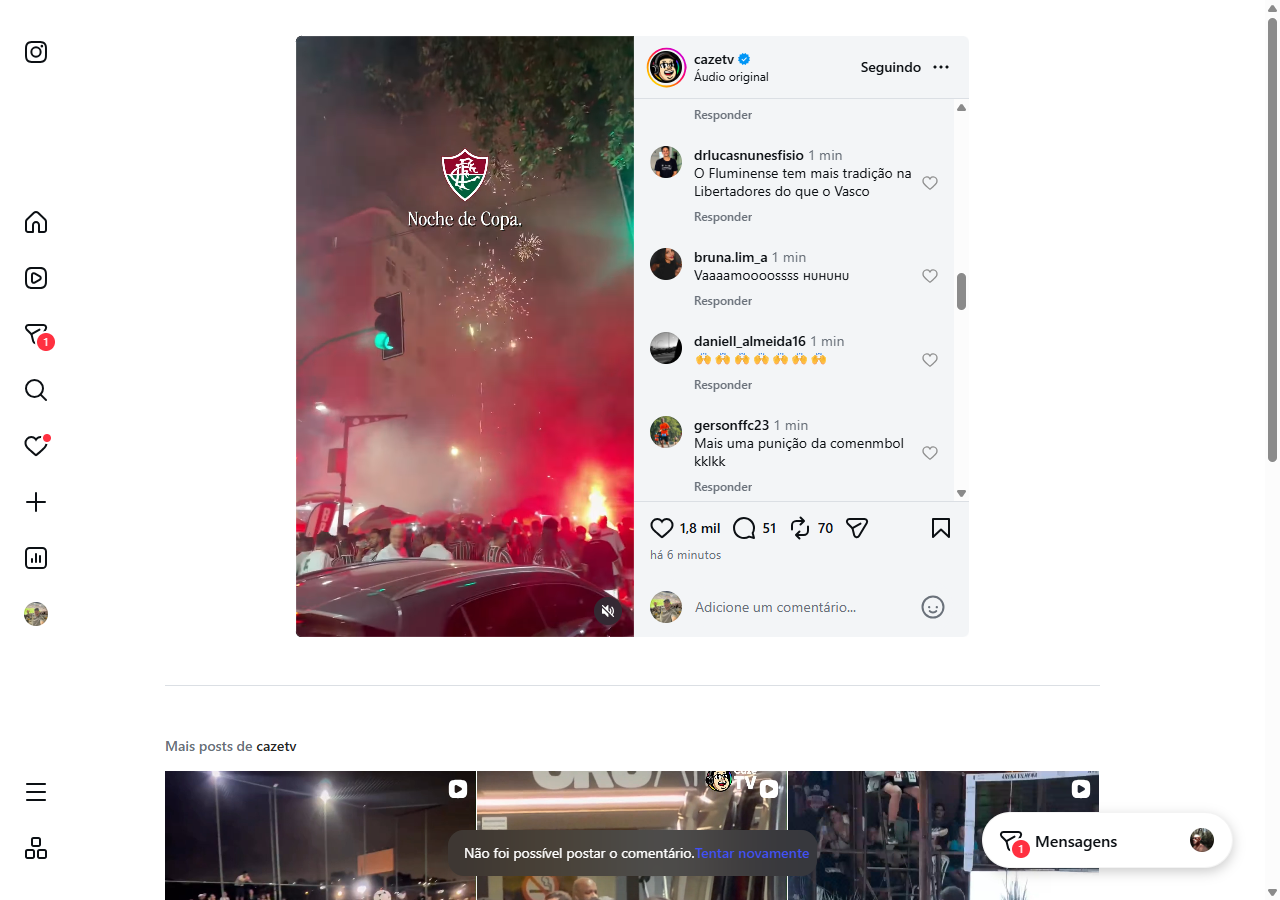 Noche de Copa.
cazetv
Áudio original
Seguindo
Responder
drlucasnunesfisio 1 min
O Fluminense tem mais tradição na
Libertadores do que o Vasco
Responder
bruna.lim_a 1 min
Vaaaamoooossss ʜᴜʜᴜʜᴜ
Responder
daniell_almeida16 1 min
🙌🙌🙌🙌🙌🙌🙌
Responder
gersonffc23 1 min
Mais uma punição da comenmbol
kklkk
Responder
1,8 mil 51 70
há 6 minutos
Adicione um comentário...
1
Mais posts de cazetv
TV
Não foi possível postar o comentário.Tentar novamente
1
Mensagens